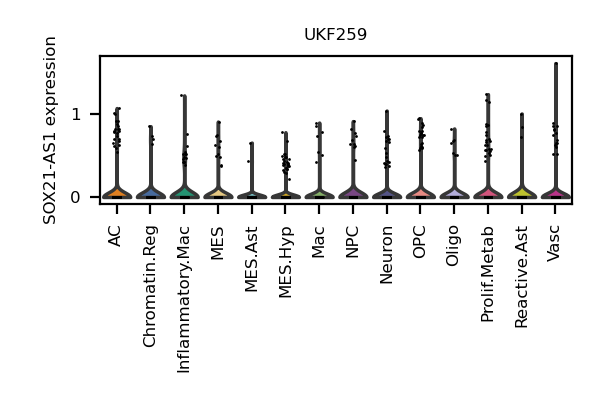 UKF259
SOX21-AS1 expression
1
0
AC
Chromatin.Reg
Inflammatory.Mac
MES
MES.Ast
MES.Hyp
Mac
NPC
Neuron
OPC
Oligo
Prolif.Metab
Reactive.Ast
Vasc